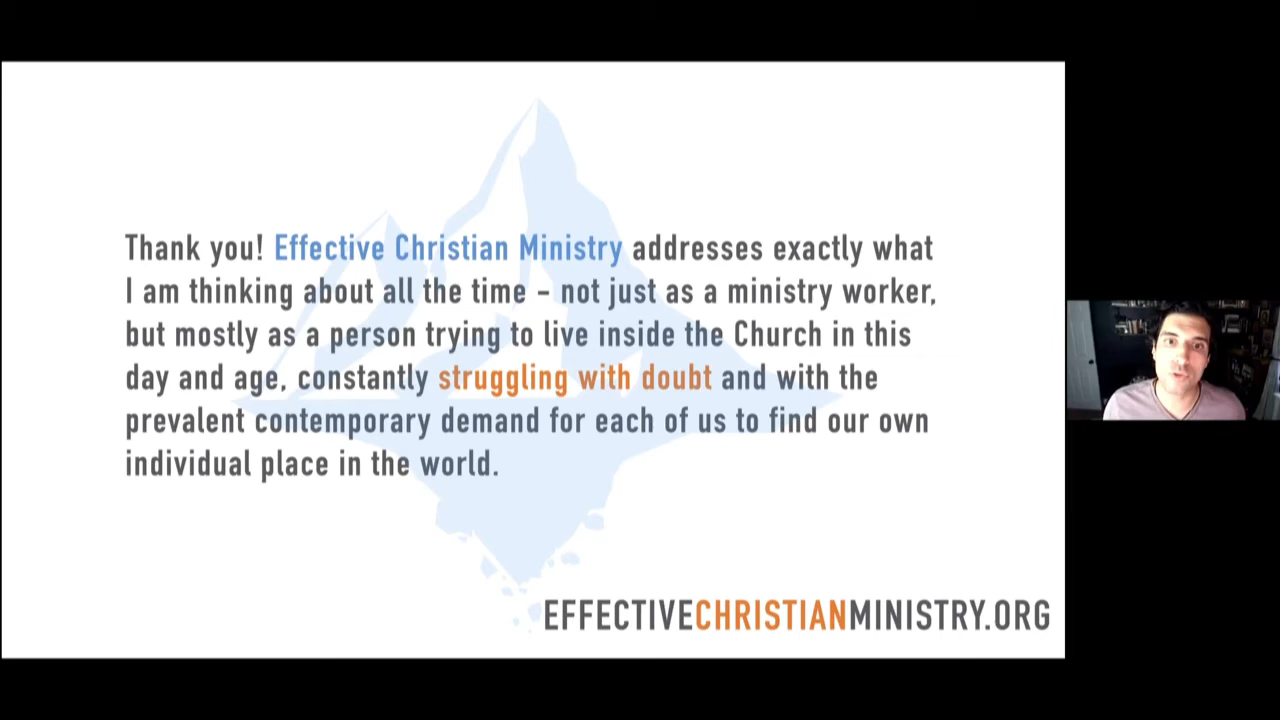 Thank you! Effective Christian Ministry addresses exactly what
I am thinking about all the time – not just as a ministry worker,
but mostly as a person trying to live inside the Church in this
day and age, constantly struggling with doubt and with the
prevalent contemporary demand for each of us to find our own
individual place in the world.
EFFECTIVECHRISTIANMINISTRY.ORG